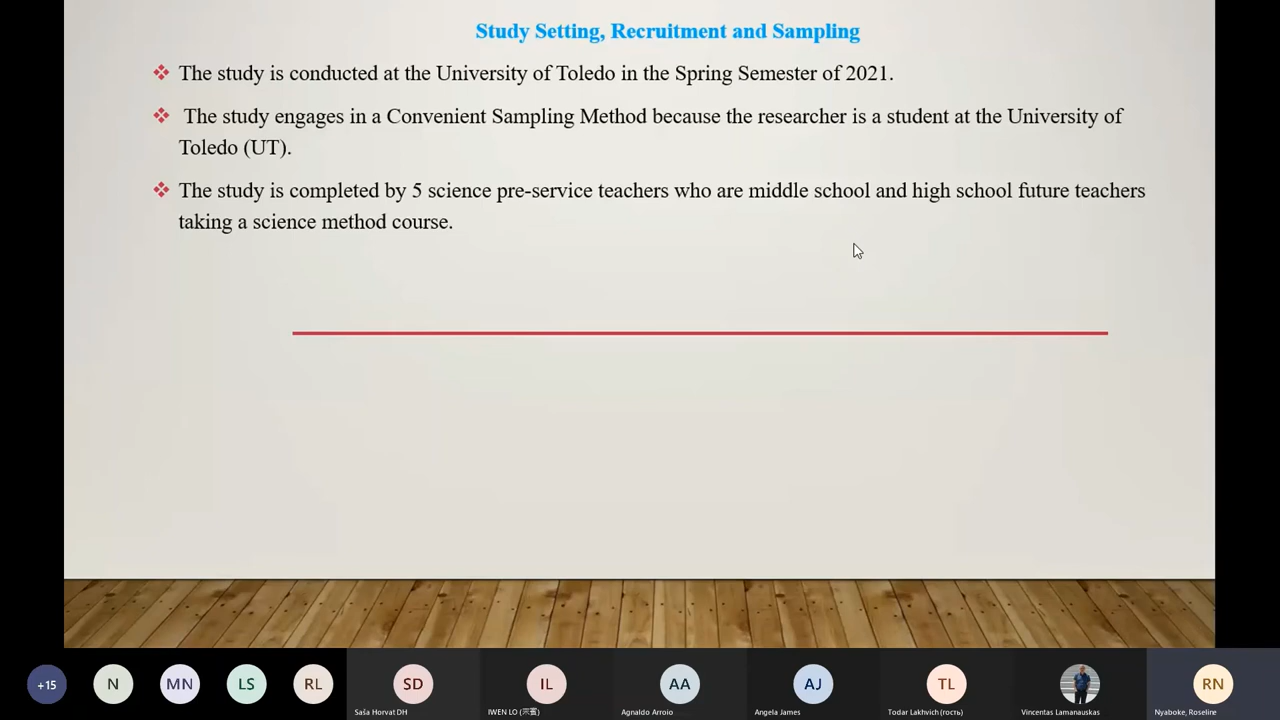 Study Setting, Recruitment and Sampling
The study is conducted at the University of Toledo in the Spring Semester of 2021.
The study engages in a Convenient Sampling Method because the researcher is a student at the University of
Toledo (UT).
The study is completed by 5 science pre-service teachers who are middle school and high school future teachers
taking a science method course.
+15
N
MN
LS
RL
SD
IL
AA
AJ
TL
RN
Saša Horvat DH
IWEN LO
Agnaldo Arroio
Angela James
Todar Lakhvich (гость)
Vincentas Lamanauskas
Nyaboke, Roseline